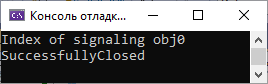 Консоль отладк...
Index of signaling obj0
SuccessfullyClosed